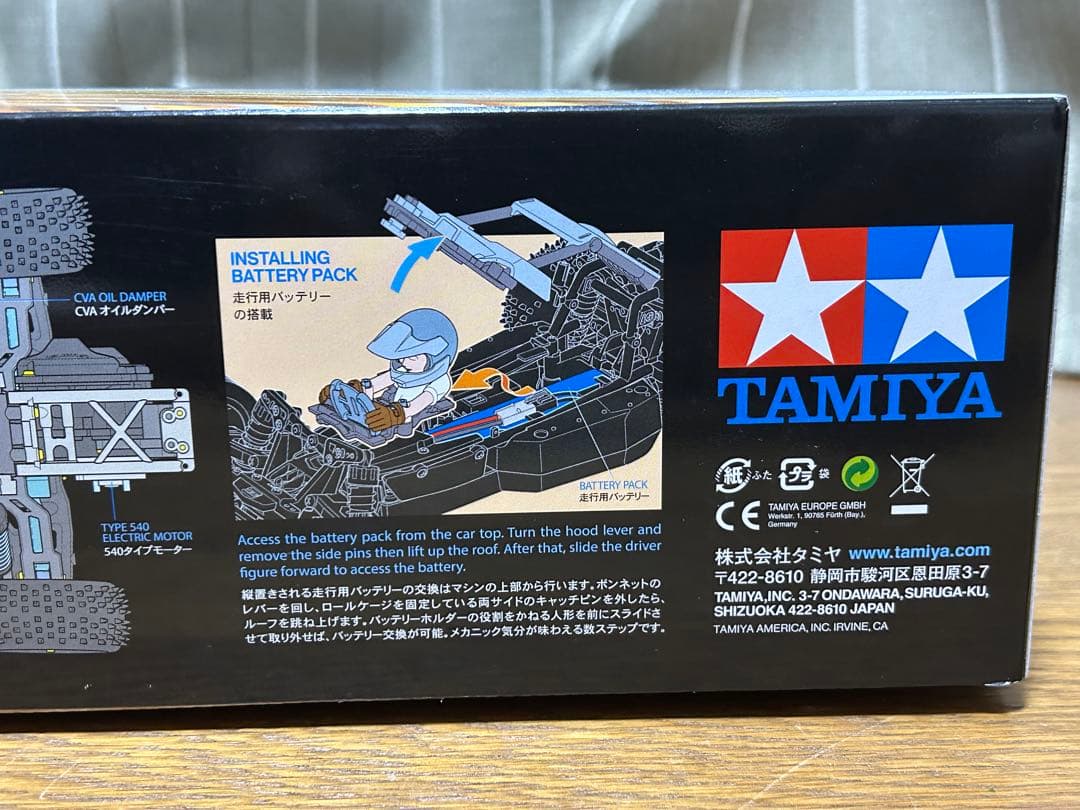 CVA OIL DAMPER
CVA オイルダンパー
TYPE 540
ELECTRIC MOTOR
540タイプモーター
INSTALLING
BATTERY PACK
走行用バッテリー
の搭載
BATTERY PACK
走行用バッテリー
Access the battery pack from the car top. Turn the hood lever and
remove the side pins then lift up the roof. After that, slide the driver
figure forward to access the battery.
縦置きされる走行用バッテリーの交換はマシンの上部から行います。ボンネットの
レバーを回し、ロールケージを固定している両サイドのキャッチピンを外したら、
ルーフを跳ね上げます。バッテリーホルダーの役割をかねる人形を前にスライドさ
せて取り外せば、バッテリー交換が可能。メカニック気分が味わえる数ステップです。
TAMIYA
紙 ふた プラ 袋
CE TAMIYA EUROPE GMBH
Werkstr. 1, 90765 Fürth (Bay.),
Germany
株式会社タミヤ www.tamiya.com
〒422-8610 静岡市駿河区恩田原3-7
TAMIYA,INC. 3-7 ONDAWARA, SURUGA-KU,
SHIZUOKA 422-8610 JAPAN
TAMIYA AMERICA, INC. IRVINE, CA